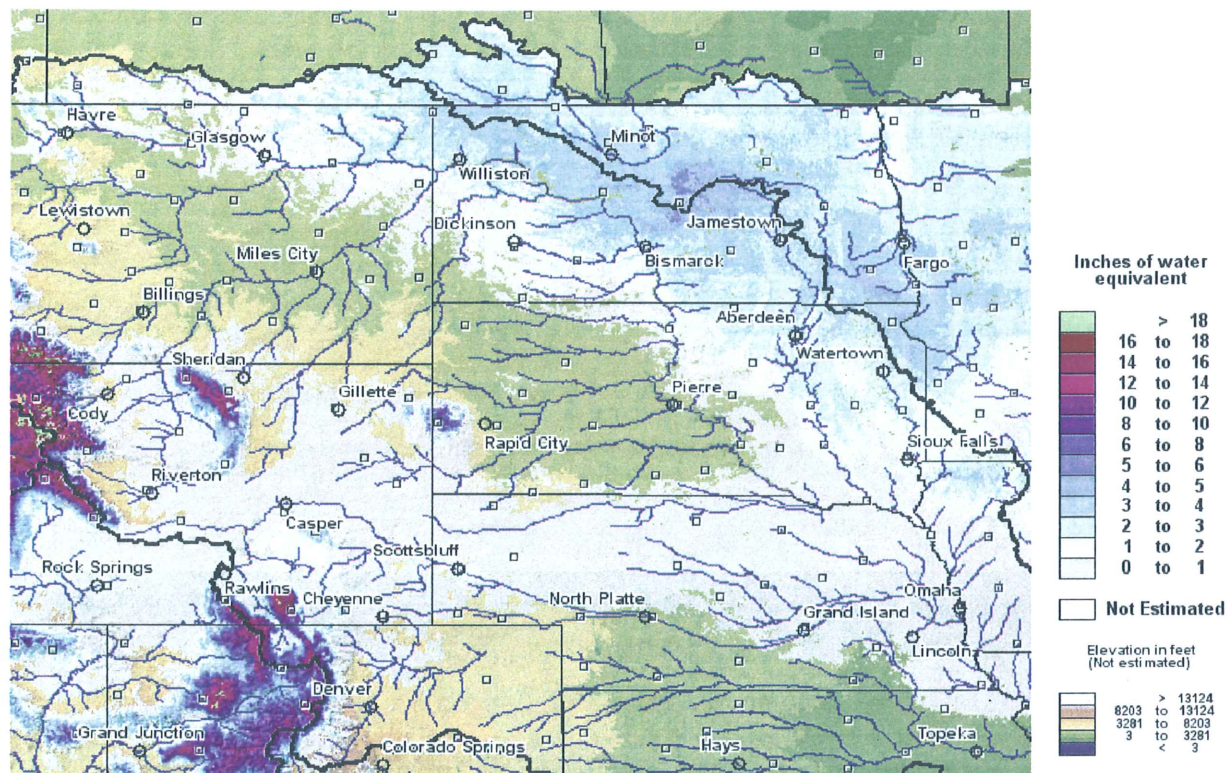 Havre
Glasgow
Minot
Williston
Lewistown
Dickinson
Jamestown
Miles City
Bismarck
Fargo
Billings
Aberdeen
Sheridan
Watertown
Gillette
Pierre
Cody
Rapid City
Sioux Falls
Riverton
Casper
Scottsbluff
Rock Springs
Rawlins
Cheyenne
North Platte
Omaha
Grand Island
Lincoln
Denver
Grand Junction
Colorado Springs
Hays
Topeka
Inches of water
equivalent
> 18
16 to 18
14 to 16
12 to 14
10 to 12
8 to 10
6 to 8
5 to 6
4 to 5
3 to 4
2 to 3
1 to 2
0 to 1
Not Estimated
Elevation in feet
(Not estimated)
> 13124
8203 to 13124
3281 to 8203
3 to 3281
< 3